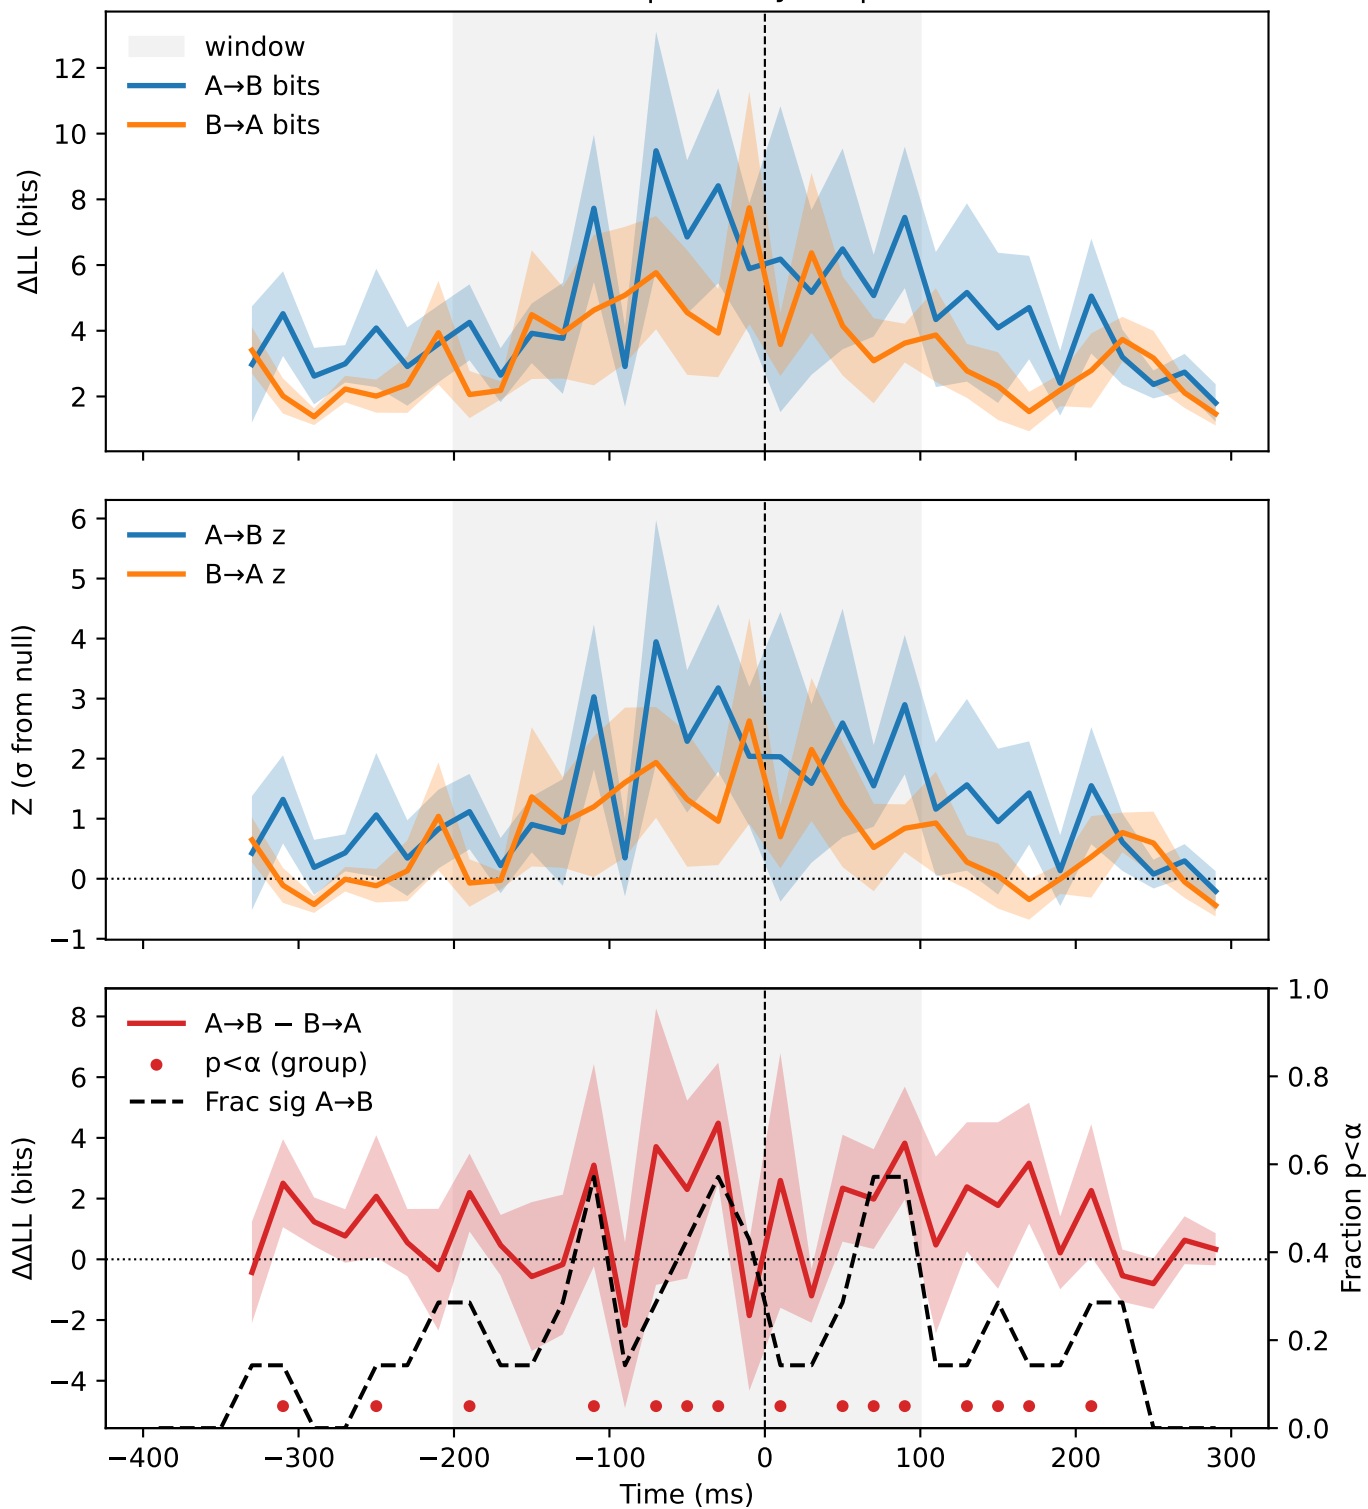 ΔLL (bits)
12
10
8
6
4
2
window
A→B bits
B→A bits
Z (σ from null)
6
5
4
3
2
1
0
−1
A→B z
B→A z
ΔΔLL (bits)
8
6
4
2
0
−2
−4
A→B − B→A
p<α (group)
Frac sig A→B
1.0
0.8
0.6
0.4
0.2
0.0
Fraction p<α
−400
−300
−200
−100
0
100
200
300
Time (ms)